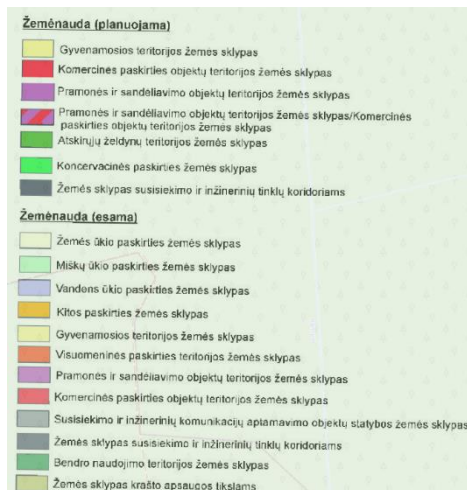 Žemėnauda (planuojama)
Gyvenamosios teritorijos žemės sklypas
Komercinės paskirties objektų teritorijos žemės sklypas
Pramonės ir sandėliavimo objektų teritorijos žemės sklypas
Pramonės ir sandėliavimo objektų teritorijos žemės sklypas/Komercinės
paskirties objektų teritorijos žemės sklypas
Atskirųjų želdynų teritorijos žemės sklypas
Koncervacinės paskirties žemės sklypas
Žemės sklypas susisiekimo ir inžinerinių tinklų koridoriams
Žemėnauda (esama)
Žemės ūkio paskirties žemės sklypas
Miškų ūkio paskirties žemės sklypas
Vandens ūkio paskirties žemės sklypas
Kitos paskirties žemės sklypas
Gyvenamosios teritorijos žemės sklypas
Visuomeninės paskirties teritorijos žemės sklypas
Pramonės ir sandėliavimo objektų teritorijos žemės sklypas
Komercinės paskirties objektų teritorijos žemės sklypas
Susisiekimo ir inžinerinių komunikacijų aptarnavimo objektų statybos žemės sklypas
Žemės sklypas susisiekimo ir inžinerinių tinklų koridoriams
Bendro naudojimo teritorijos žemės sklypas
Žemės sklypas krašto apsaugos tikslams